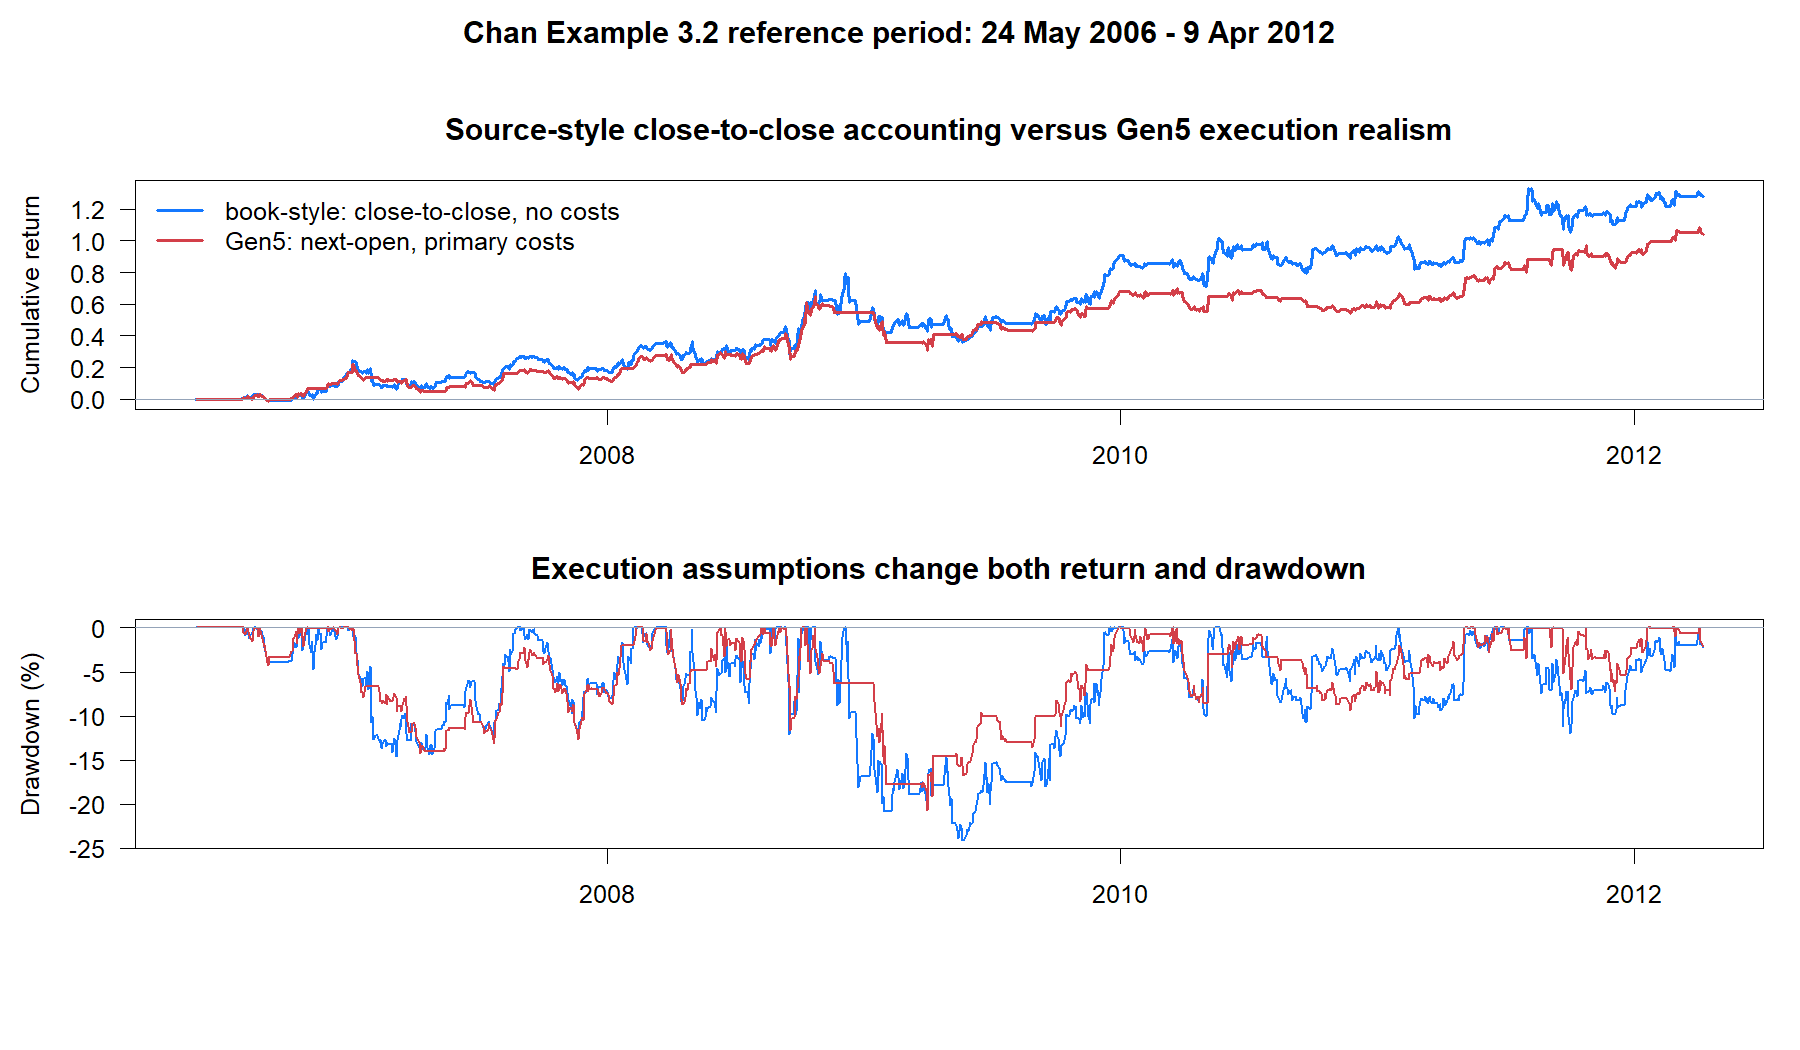 Chan Example 3.2 reference period: 24 May 2006 - 9 Apr 2012
Source-style close-to-close accounting versus Gen5 execution realism
Cumulative return
1.2
1.0
0.8
0.6
0.4
0.2
0.0
book-style: close-to-close, no costs
Gen5: next-open, primary costs
2008
2010
2012
Execution assumptions change both return and drawdown
Drawdown (%)
0
-5
-10
-15
-20
-25
2008
2010
2012